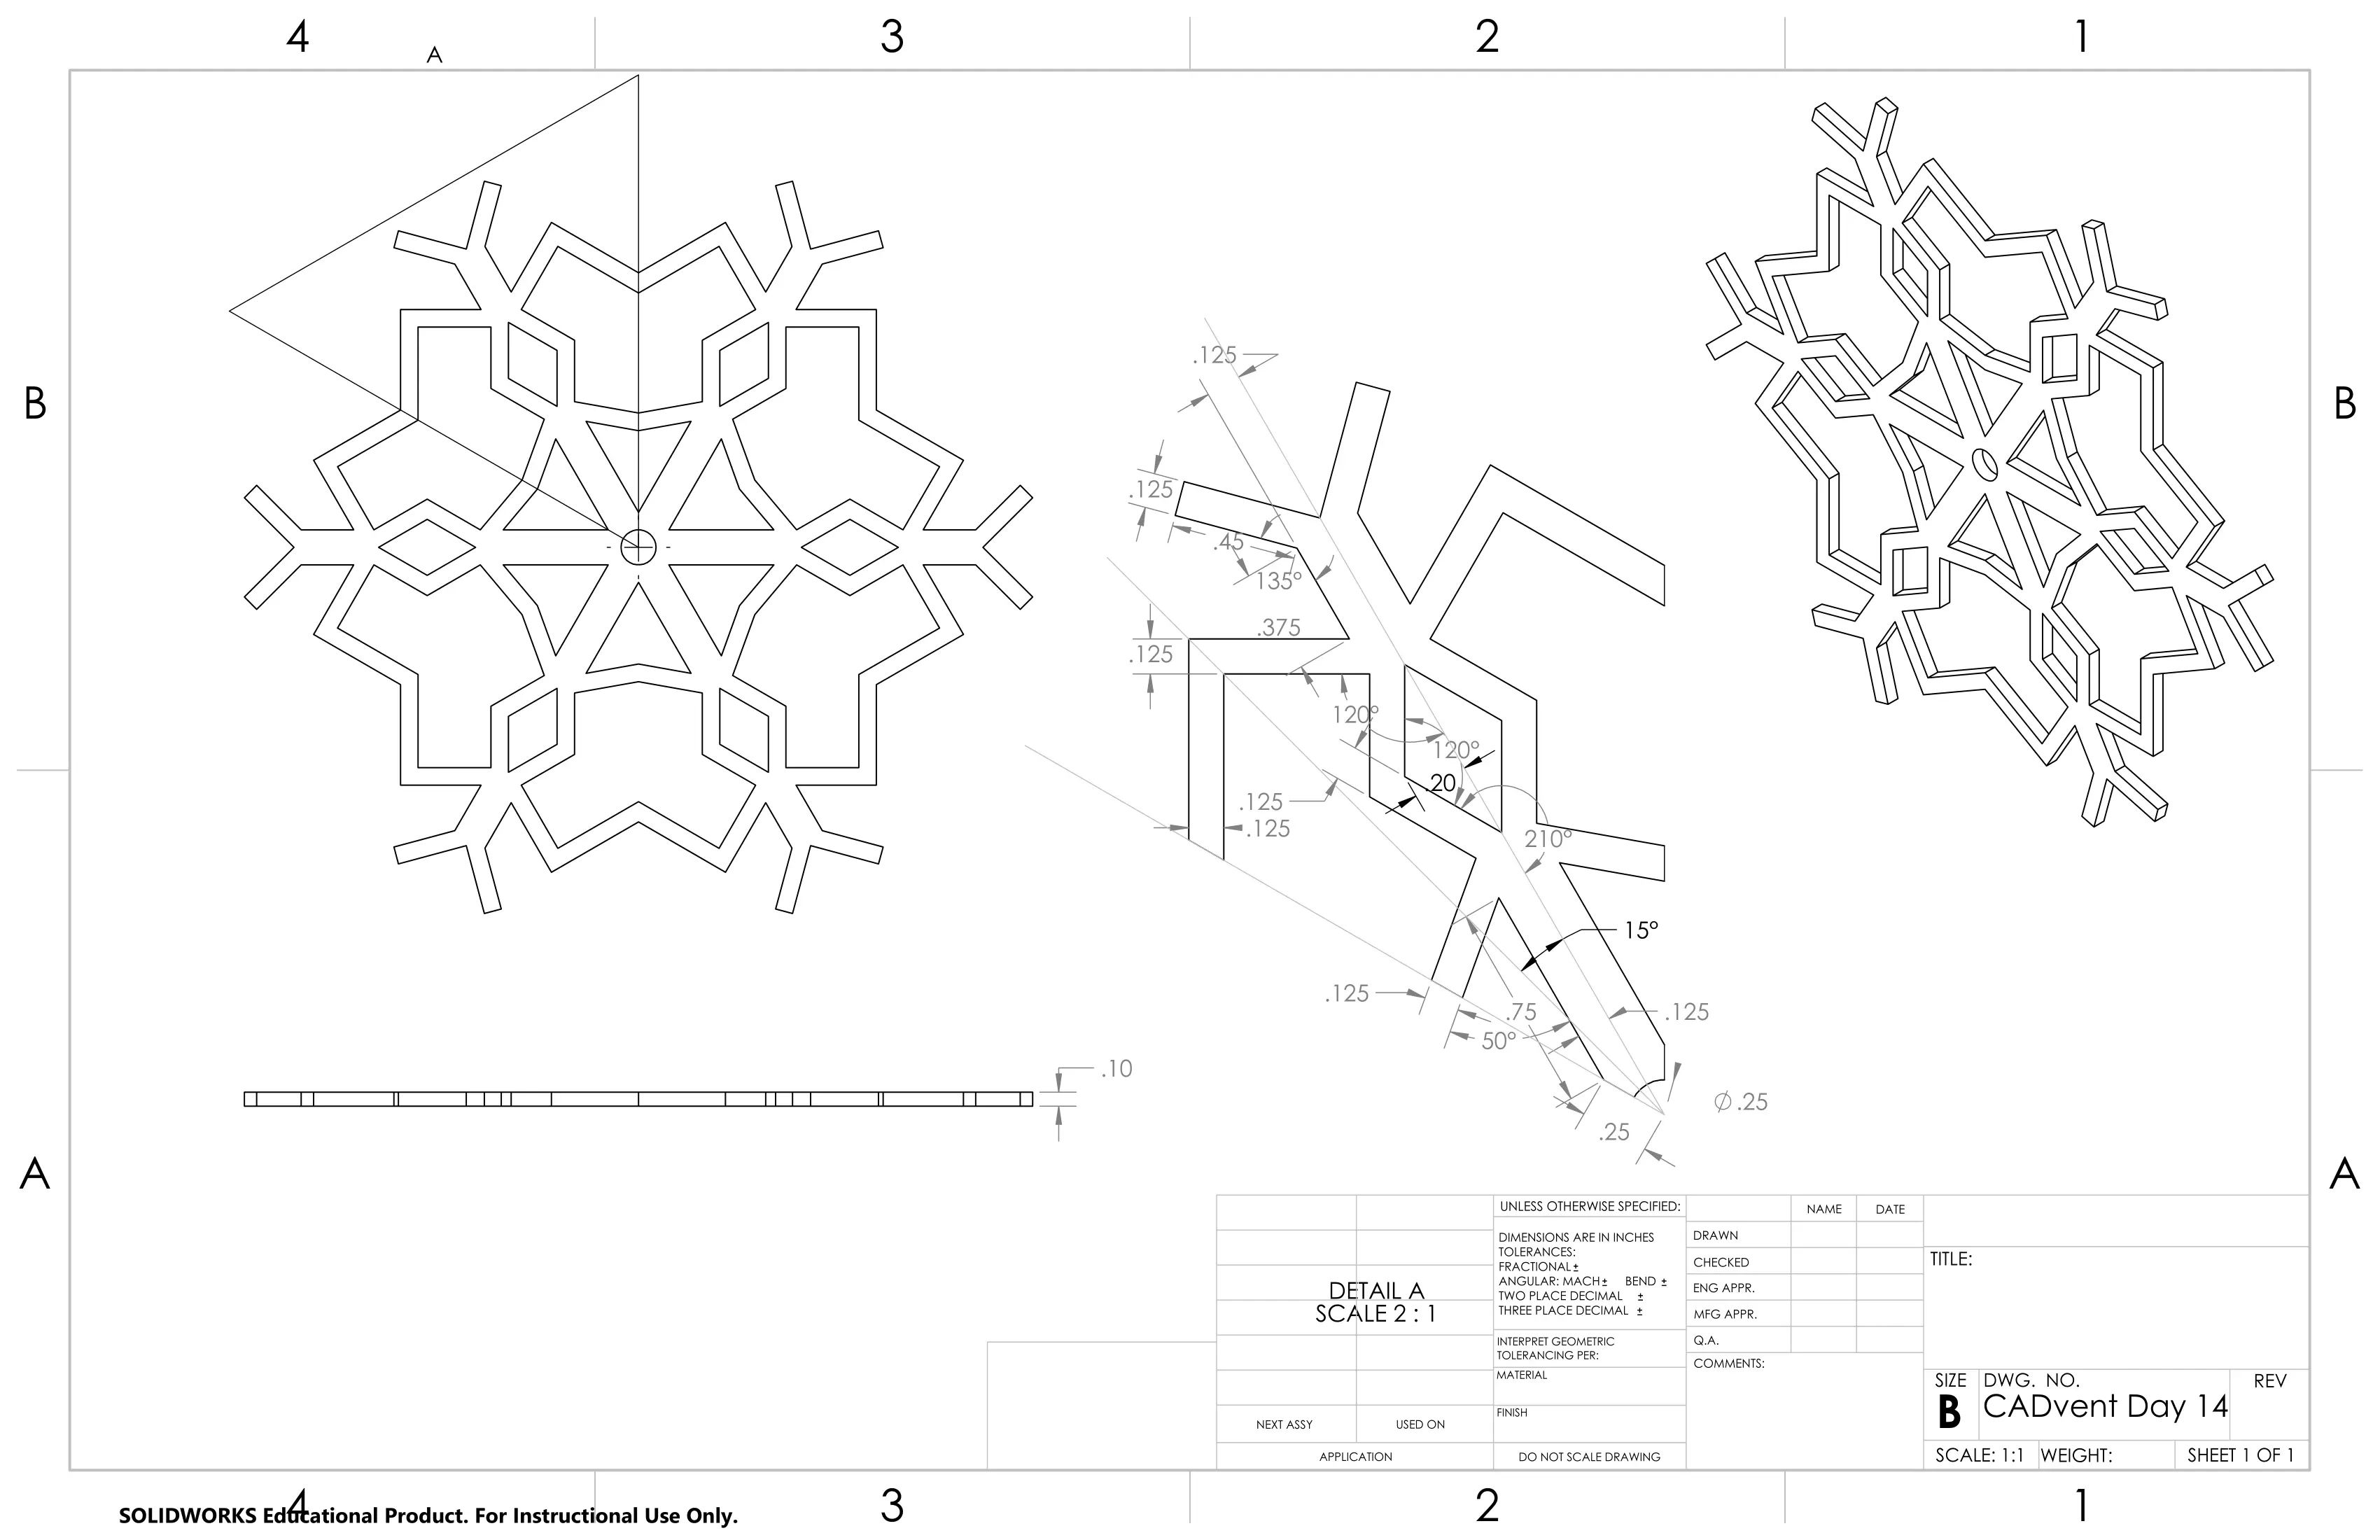 4 3 2 1
A
B B
.125
.125
.45
135°
.375
.125
120°
120°
.20
.125
.125
210°
15°
.125
.75
.125
50°
.10
Ø .25
.25
A A
DETAIL A
SCALE 2 : 1
NEXT ASSY USED ON
APPLICATION
UNLESS OTHERWISE SPECIFIED:
DIMENSIONS ARE IN INCHES
TOLERANCES:
FRACTIONAL ±
ANGULAR: MACH ± BEND ±
TWO PLACE DECIMAL ±
THREE PLACE DECIMAL ±
INTERPRET GEOMETRIC
TOLERANCING PER:
MATERIAL
FINISH
DO NOT SCALE DRAWING
NAME DATE
DRAWN
CHECKED
ENG APPR.
MFG APPR.
Q.A.
COMMENTS:
TITLE:
SIZE DWG. NO. REV
B CADvent Day 14
SCALE: 1:1 WEIGHT: SHEET 1 OF 1
4 3 2 1
SOLIDWORKS Educational Product. For Instructional Use Only.